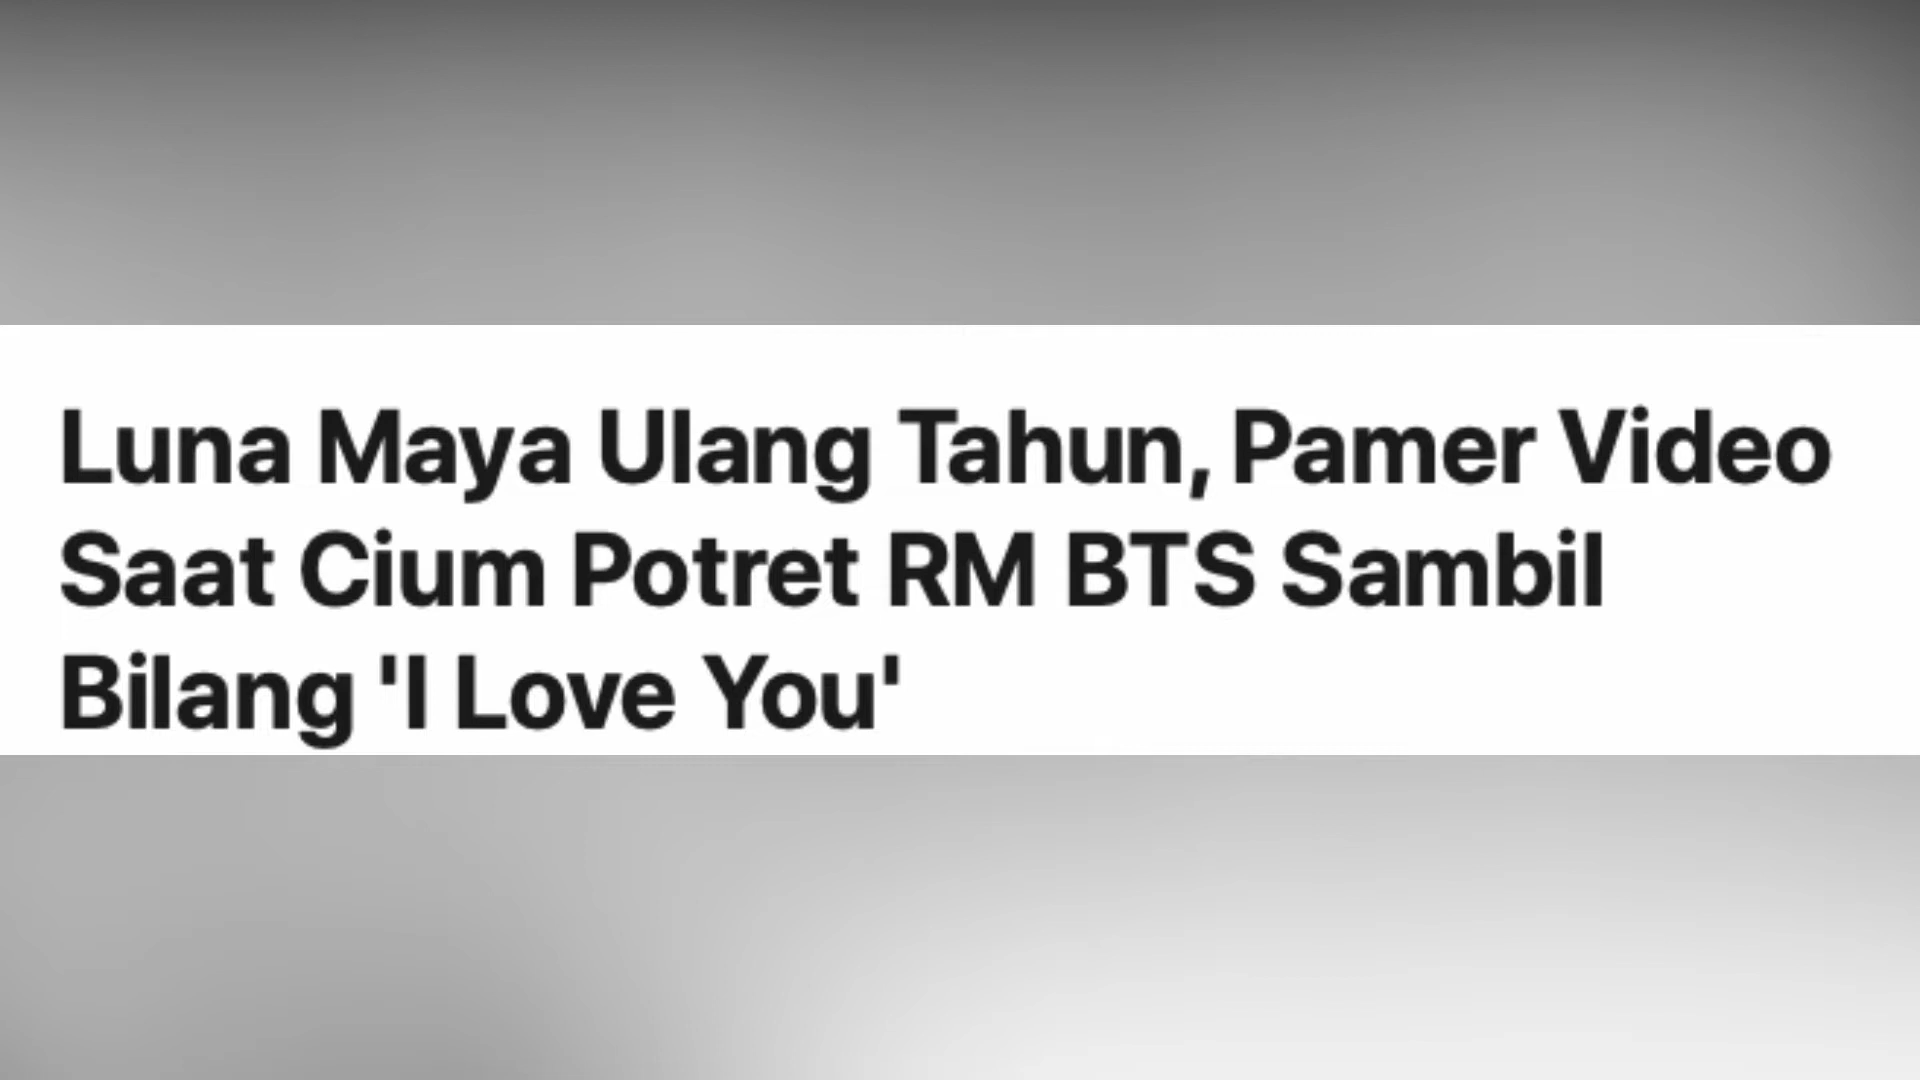 Luna Maya Ulang Tahun, Pamer Video
Saat Cium Potret RM BTS Sambil
Bilang 'I Love You'